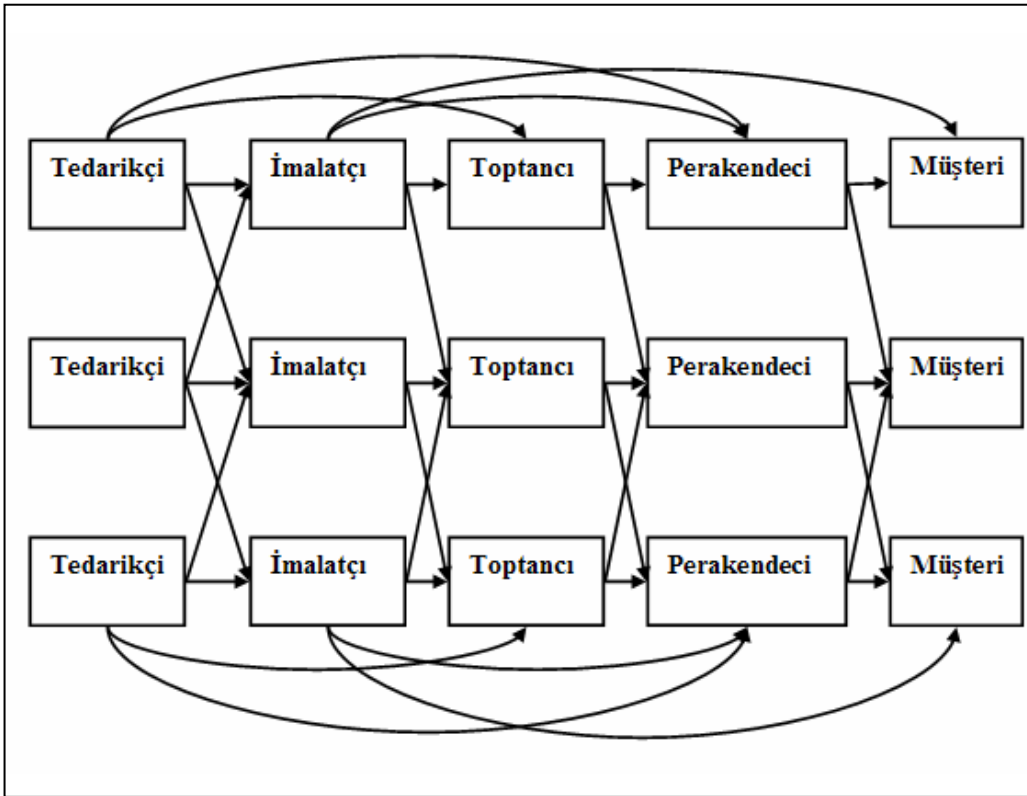 Tedarikçi
İmalatçı
Toptancı
Perakendeci
Müşteri
Tedarikçi
İmalatçı
Toptancı
Perakendeci
Müşteri
Tedarikçi
İmalatçı
Toptancı
Perakendeci
Müşteri